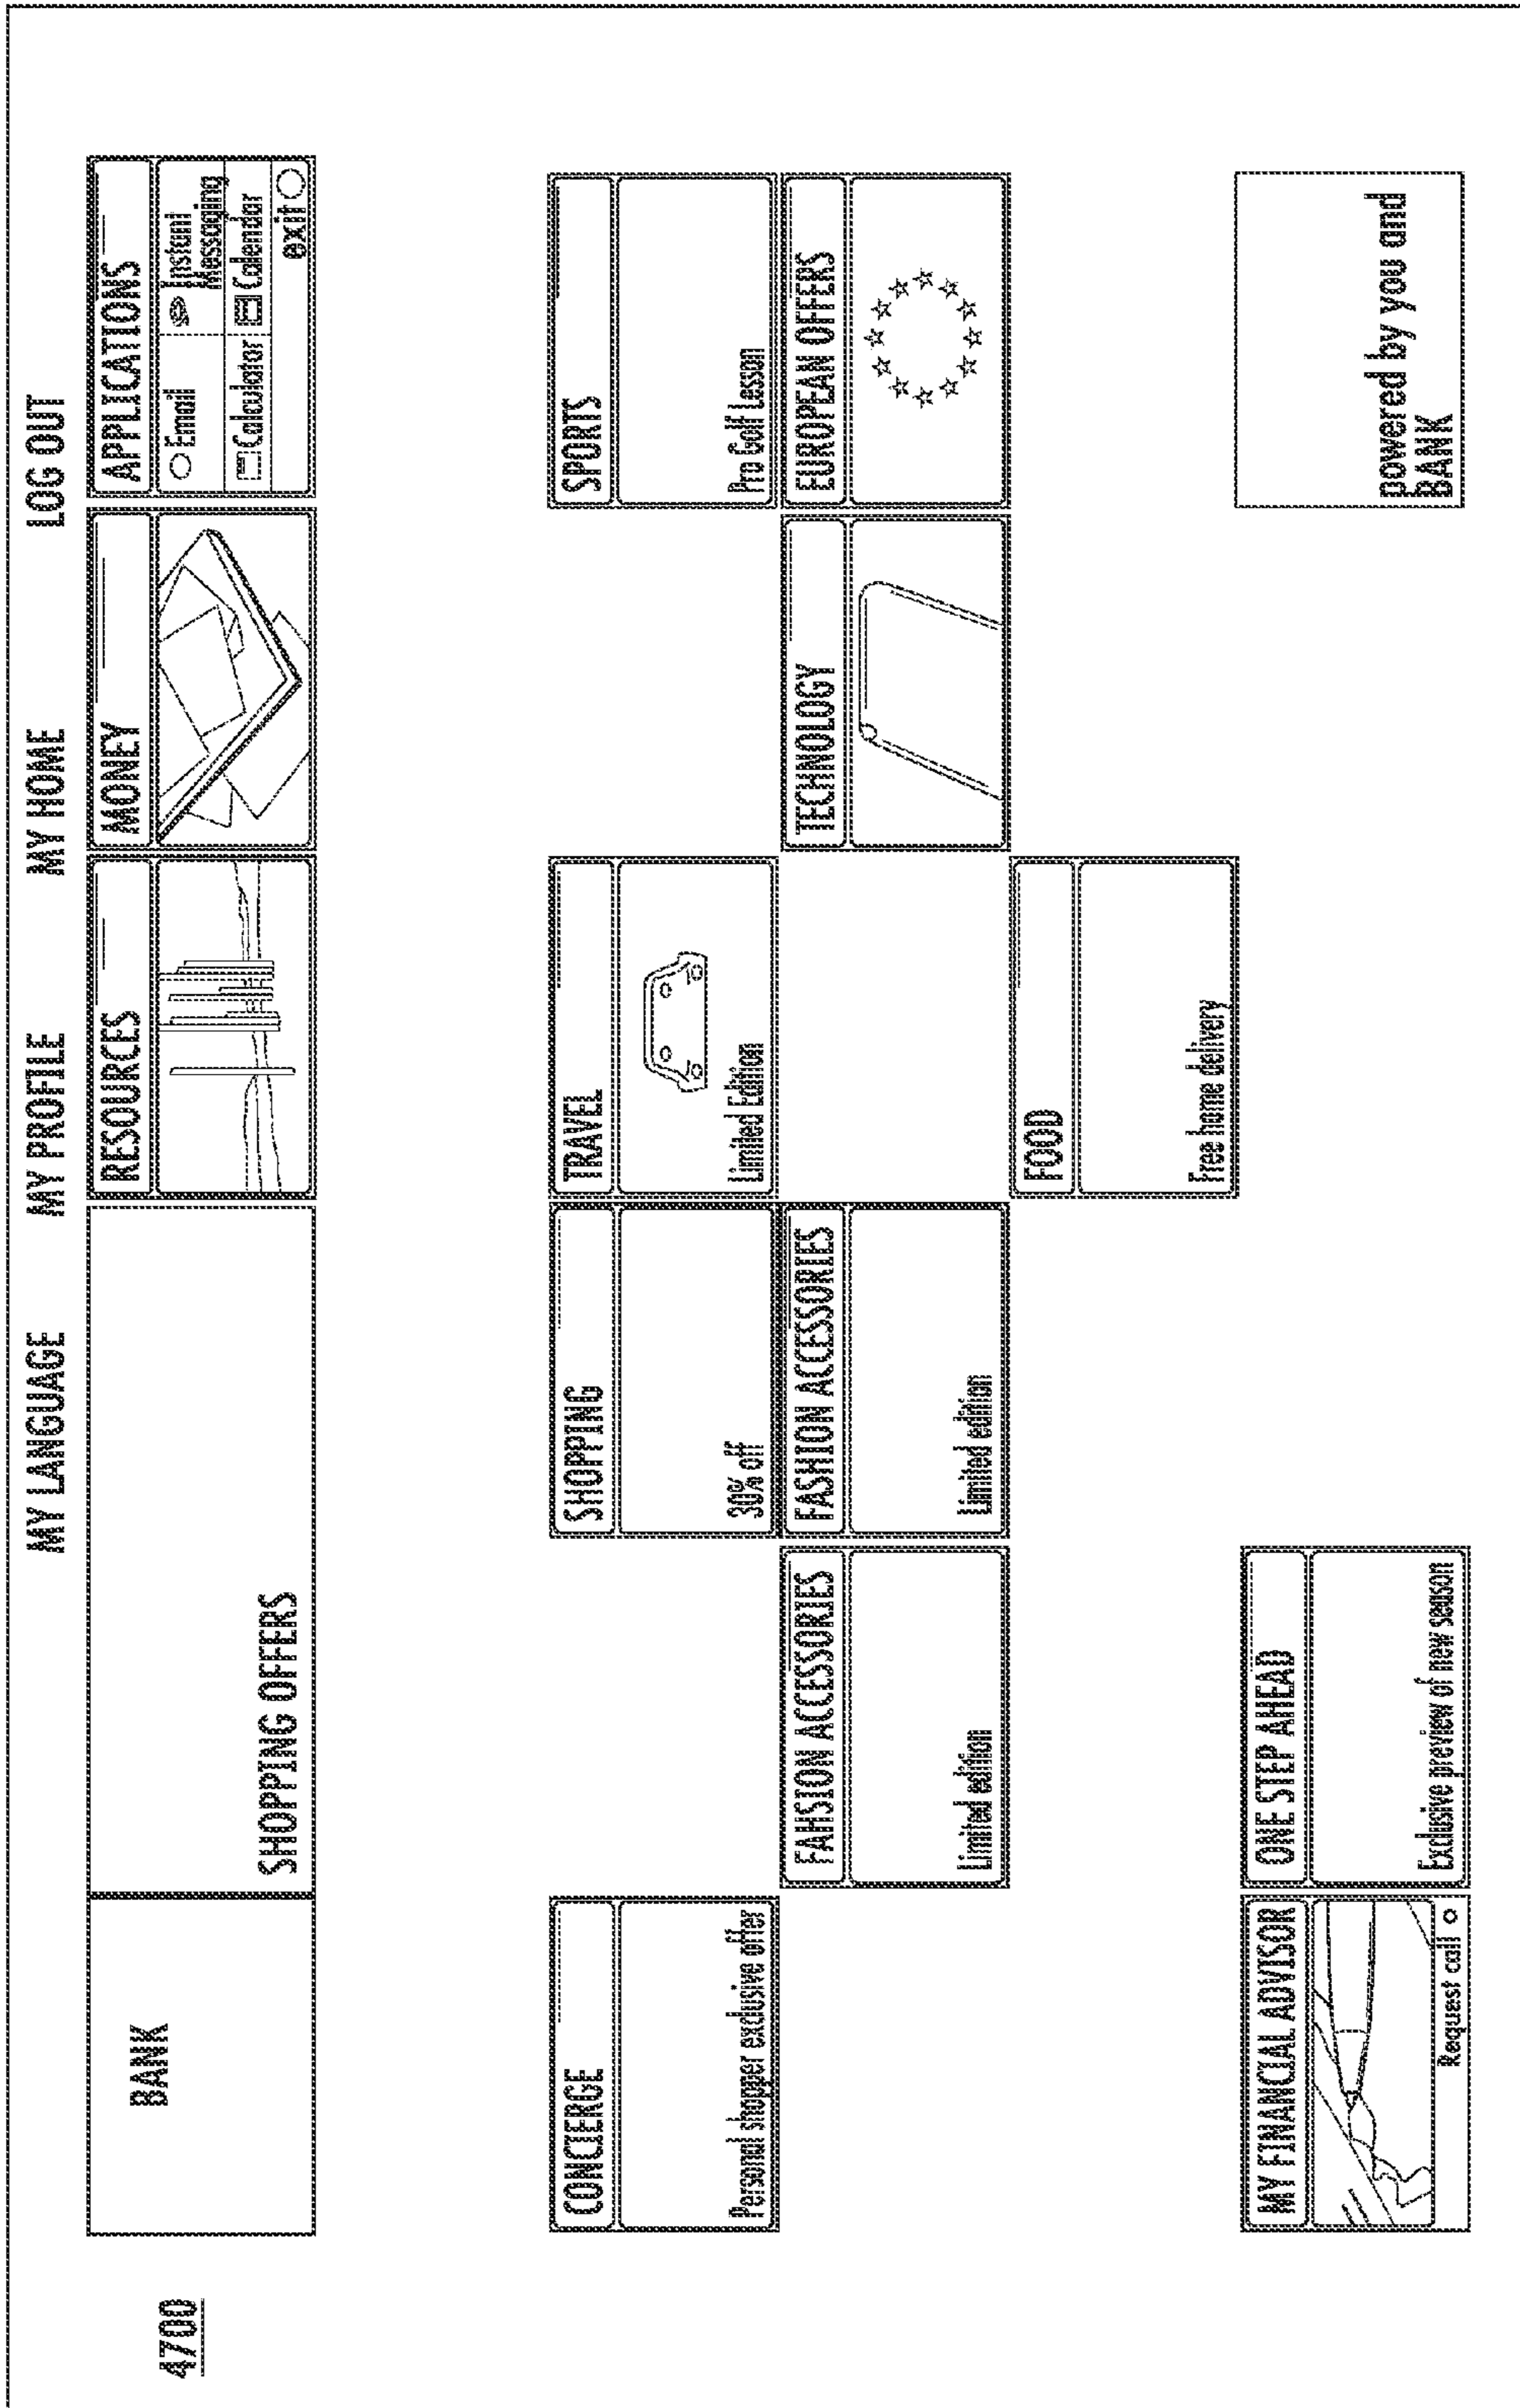 4700
MY LANGUAGE
MY PROFILE
MY HOME
LOG OUT
BANK
SHOPPING OFFERS
RESOURCES
MONEY
APPLICATIONS
Email
Instant
Messaging
Calculator
Calendar
exit
CONCIERGE
Personal shopper exclusive offer
SHOPPING
30% off
TRAVEL
Limited Edition
SPORTS
Pro Golf Lesson
FAHSION ACCESSORIES
Limited edition
FASHION ACCESSORIES
Limited edition
TECHNOLOGY
EUROPEAN OFFERS
FOOD
Free home delivery
MY FINANCIAL ADVISOR
Request call
ONE STEP AHEAD
Exclusive preview of new season
powered by you and
BANK